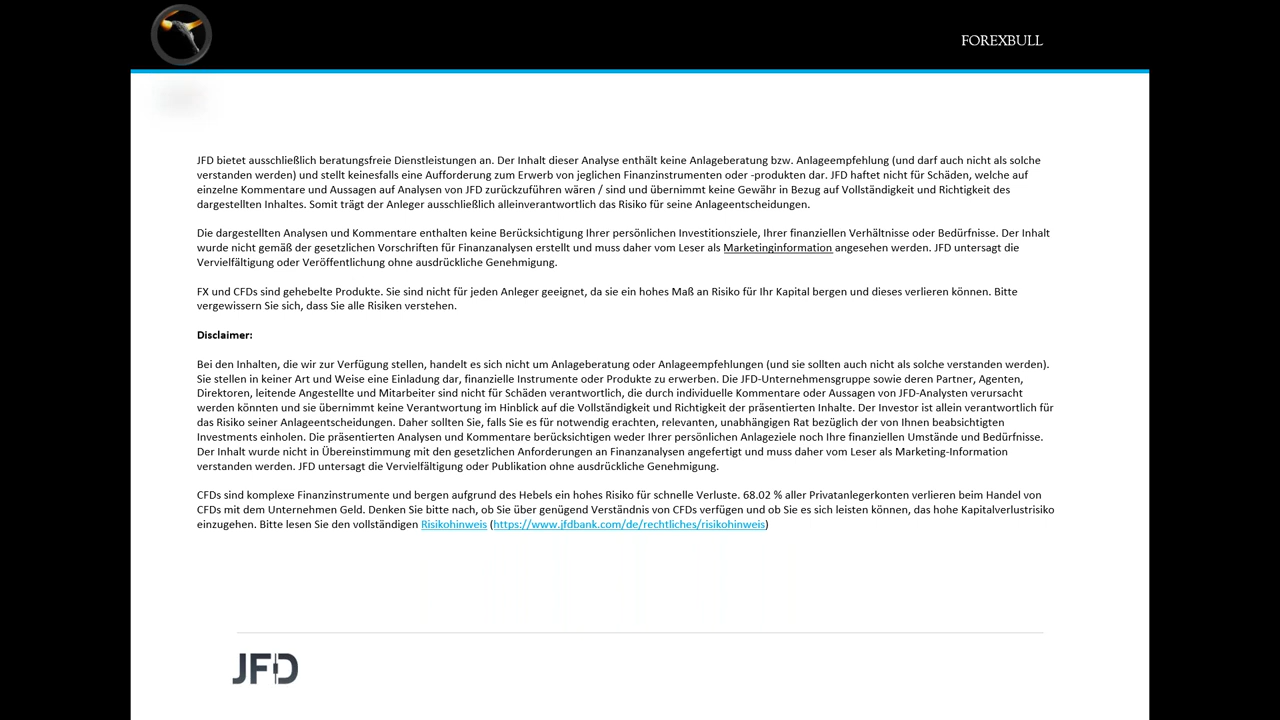 FOREXBULL
JFD bietet ausschließlich beratungsfreie Dienstleistungen an. Der Inhalt dieser Analyse enthält keine Anlageberatung bzw. Anlageempfehlung (und darf auch nicht als solche
verstanden werden) und stellt keinesfalls eine Aufforderung zum Erwerb von jeglichen Finanzinstrumenten oder -produkten dar. JFD haftet nicht für Schäden, welche auf
einzelne Kommentare und Aussagen auf Analysen von JFD zurückzuführen wären / sind und übernimmt keine Gewähr in Bezug auf Vollständigkeit und Richtigkeit des
dargestellten Inhaltes. Somit trägt der Anleger ausschließlich alleinverantwortlich das Risiko für seine Anlageentscheidungen.
Die dargestellten Analysen und Kommentare enthalten keine Berücksichtigung Ihrer persönlichen Investitionsziele, Ihrer finanziellen Verhältnisse oder Bedürfnisse. Der Inhalt
wurde nicht gemäß der gesetzlichen Vorschriften für Finanzanalysen erstellt und muss daher vom Leser als Marketinginformation angesehen werden. JFD untersagt die
Vervielfältigung oder Veröffentlichung ohne ausdrückliche Genehmigung.
FX und CFDs sind gehebelte Produkte. Sie sind nicht für jeden Anleger geeignet, da sie ein hohes Maß an Risiko für Ihr Kapital bergen und dieses verlieren können. Bitte
vergewissern Sie sich, dass Sie alle Risiken verstehen.
Disclaimer:
Bei den Inhalten, die wir zur Verfügung stellen, handelt es sich nicht um Anlageberatung oder Anlageempfehlungen (und sie sollten auch nicht als solche verstanden werden).
Sie stellen in keiner Art und Weise eine Einladung dar, finanzielle Instrumente oder Produkte zu erwerben. Die JFD-Unternehmensgruppe sowie deren Partner, Agenten,
Direktoren, leitende Angestellte und Mitarbeiter sind nicht für Schäden verantwortlich, die durch individuelle Kommentare oder Aussagen von JFD-Analysten verursacht
werden könnten und sie übernimmt keine Verantwortung im Hinblick auf die Vollständigkeit und Richtigkeit der präsentierten Inhalte. Der Investor ist allein verantwortlich für
das Risiko seiner Anlageentscheidungen. Daher sollten Sie, falls Sie es für notwendig erachten, relevanten, unabhängigen Rat bezüglich der von Ihnen beabsichtigten
Investments einholen. Die präsentierten Analysen und Kommentare berücksichtigen weder Ihrer persönlichen Anlageziele noch Ihre finanziellen Umstände und Bedürfnisse.
Der Inhalt wurde nicht in Übereinstimmung mit den gesetzlichen Anforderungen an Finanzanalysen angefertigt und muss daher vom Leser als Marketing-Information
verstanden werden. JFD untersagt die Vervielfältigung oder Publikation ohne ausdrückliche Genehmigung.
CFDs sind komplexe Finanzinstrumente und bergen aufgrund des Hebels ein hohes Risiko für schnelle Verluste. 68.02 % aller Privatanlegerkonten verlieren beim Handel von
CFDs mit dem Unternehmen Geld. Denken Sie bitte nach, ob Sie über genügend Verständnis von CFDs verfügen und ob Sie es sich leisten können, das hohe Kapitalverlustrisiko
einzugehen. Bitte lesen Sie den vollständigen Risikohinweis (https://www.jfdbank.com/de/rechtliches/risikohinweis)
JFD